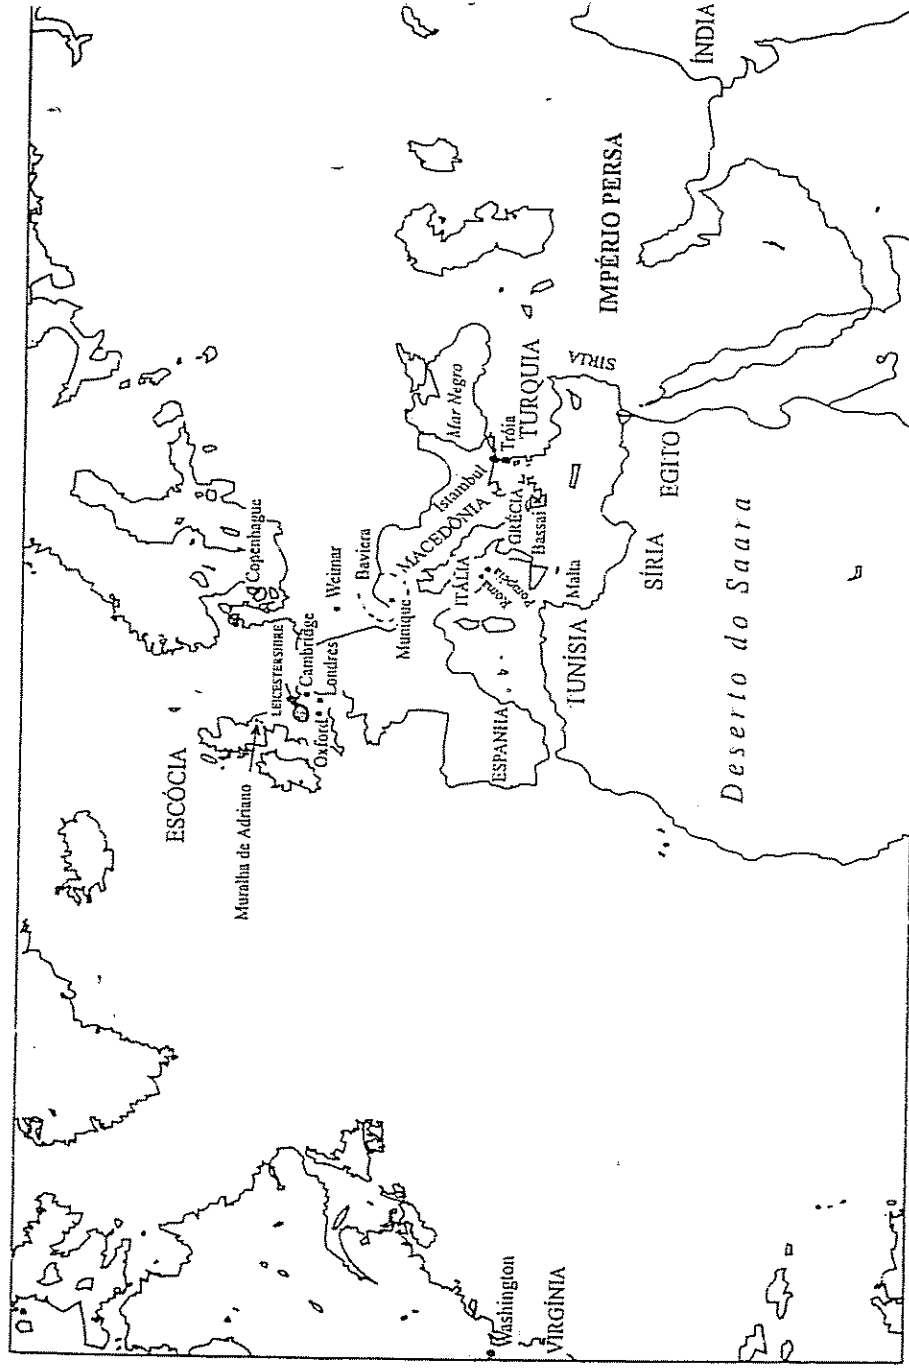 ESCÓCIA
Muralha de Adriano
LEICESTERSHIRE
Cambridge
Oxford
Londres
Copenhague
Weimar
Baviera
Munique
ESPANHA
ITÁLIA
Roma
Pompéia
MACEDÔNIA
Istambul
Mar Negro
GRÉCIA
Bassai
Tróia
TURQUIA
SÍRIA
IMPÉRIO PERSA
ÍNDIA
Malta
TUNÍSIA
SÍRIA
EGITO
Deserto do Saara
Washington
VIRGÍNIA